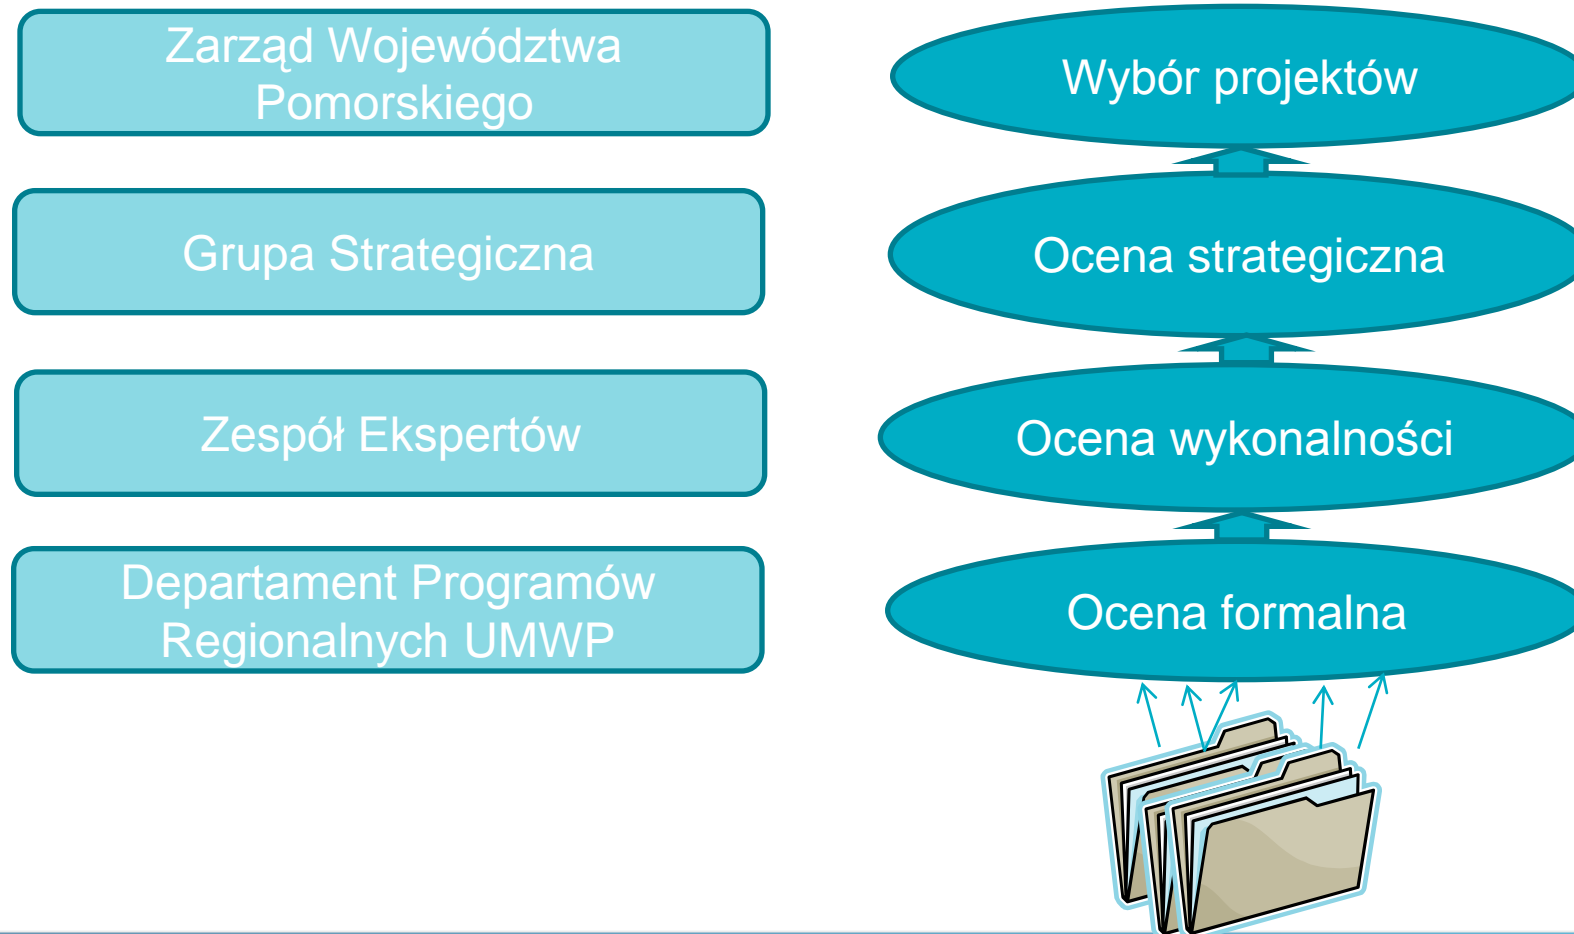 Zarząd Województwa
Pomorskiego
Wybór projektów
Grupa Strategiczna
Ocena strategiczna
Zespół Ekspertów
Ocena wykonalności
Departament Programów
Regionalnych UMWP
Ocena formalna